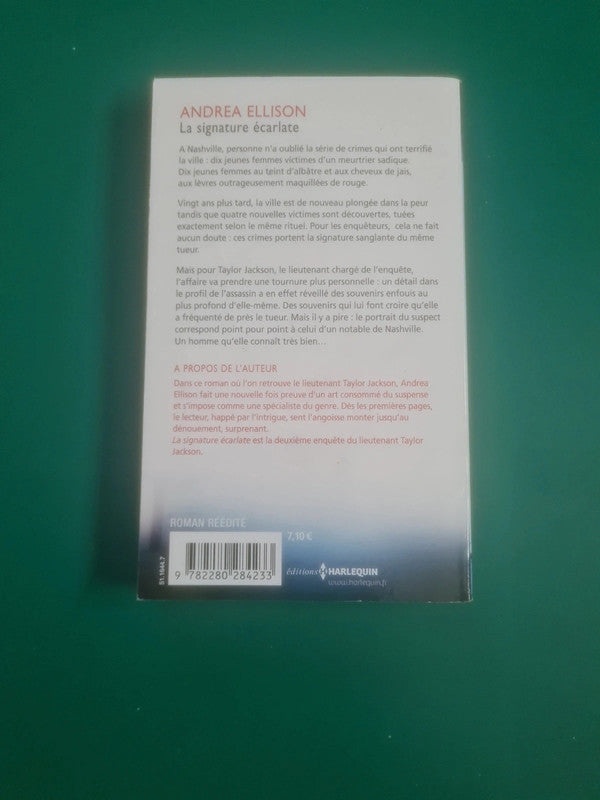 ANDREA ELLISON
La signature écarlate
A Nashville, personne n'a oublié la série de crimes qui ont terrifié
la ville : dix jeunes femmes victimes d'un meurtrier sadique.
Dix jeunes femmes au teint d'albâtre et aux cheveux de jais,
aux lèvres outrageusement maquillées de rouge.
Vingt ans plus tard, la ville est de nouveau plongée dans la peur
tandis que quatre nouvelles victimes sont découvertes, tuées
exactement selon le même rituel. Pour les enquêteurs, cela ne fait
aucun doute : ces crimes portent la signature sanglante du même
tueur.
Mais pour Taylor Jackson, le lieutenant chargé de l'enquête,
l'affaire va prendre une tournure plus personnelle : un détail dans
le profil de l'assassin a en effet réveillé des souvenirs enfouis au
plus profond d'elle-même. Des souvenirs qui lui font croire qu'elle
a fréquenté de près le tueur. Mais il y a pire : le portrait du suspect
correspond point pour point à celui d'un notable de Nashville.
Un homme qu'elle connaît très bien...
A PROPOS DE L'AUTEUR
Dans ce roman où l'on retrouve le lieutenant Taylor Jackson, Andrea
Ellison fait une nouvelle fois preuve d'un art consommé du suspense
et s'impose comme une spécialiste du genre. Dès les premières pages,
le lecteur, happé par l'intrigue, sent l'angoisse monter jusqu'au
dénouement, surprenant.
La signature écarlate est la deuxième enquête du lieutenant Taylor
Jackson.
ROMAN RÉÉDITÉ
7,10 €
51.1044.7
9 782280 284233
éditions HARLEQUIN
www.harlequin.fr